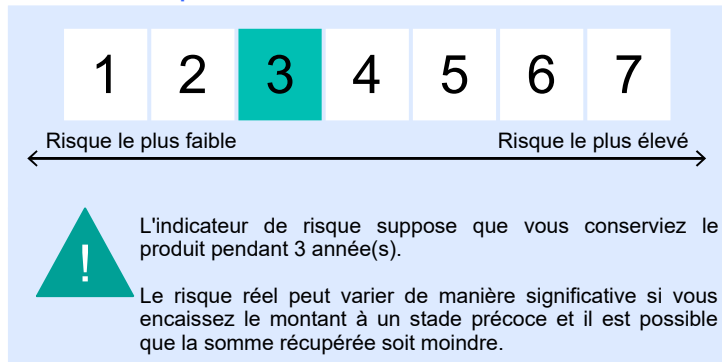 1 2 3 4 5 6 7
Risque le plus faible Risque le plus élevé
!
L'indicateur de risque suppose que vous conserviez le
produit pendant 3 année(s).
Le risque réel peut varier de manière significative si vous
encaissez le montant à un stade précoce et il est possible
que la somme récupérée soit moindre.